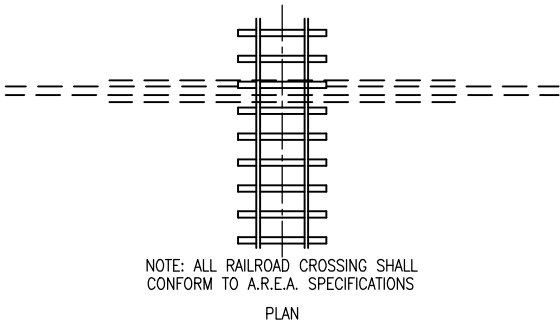 NOTE: ALL RAILROAD CROSSING SHALL
CONFORM TO A.R.E.A. SPECIFICATIONS
PLAN